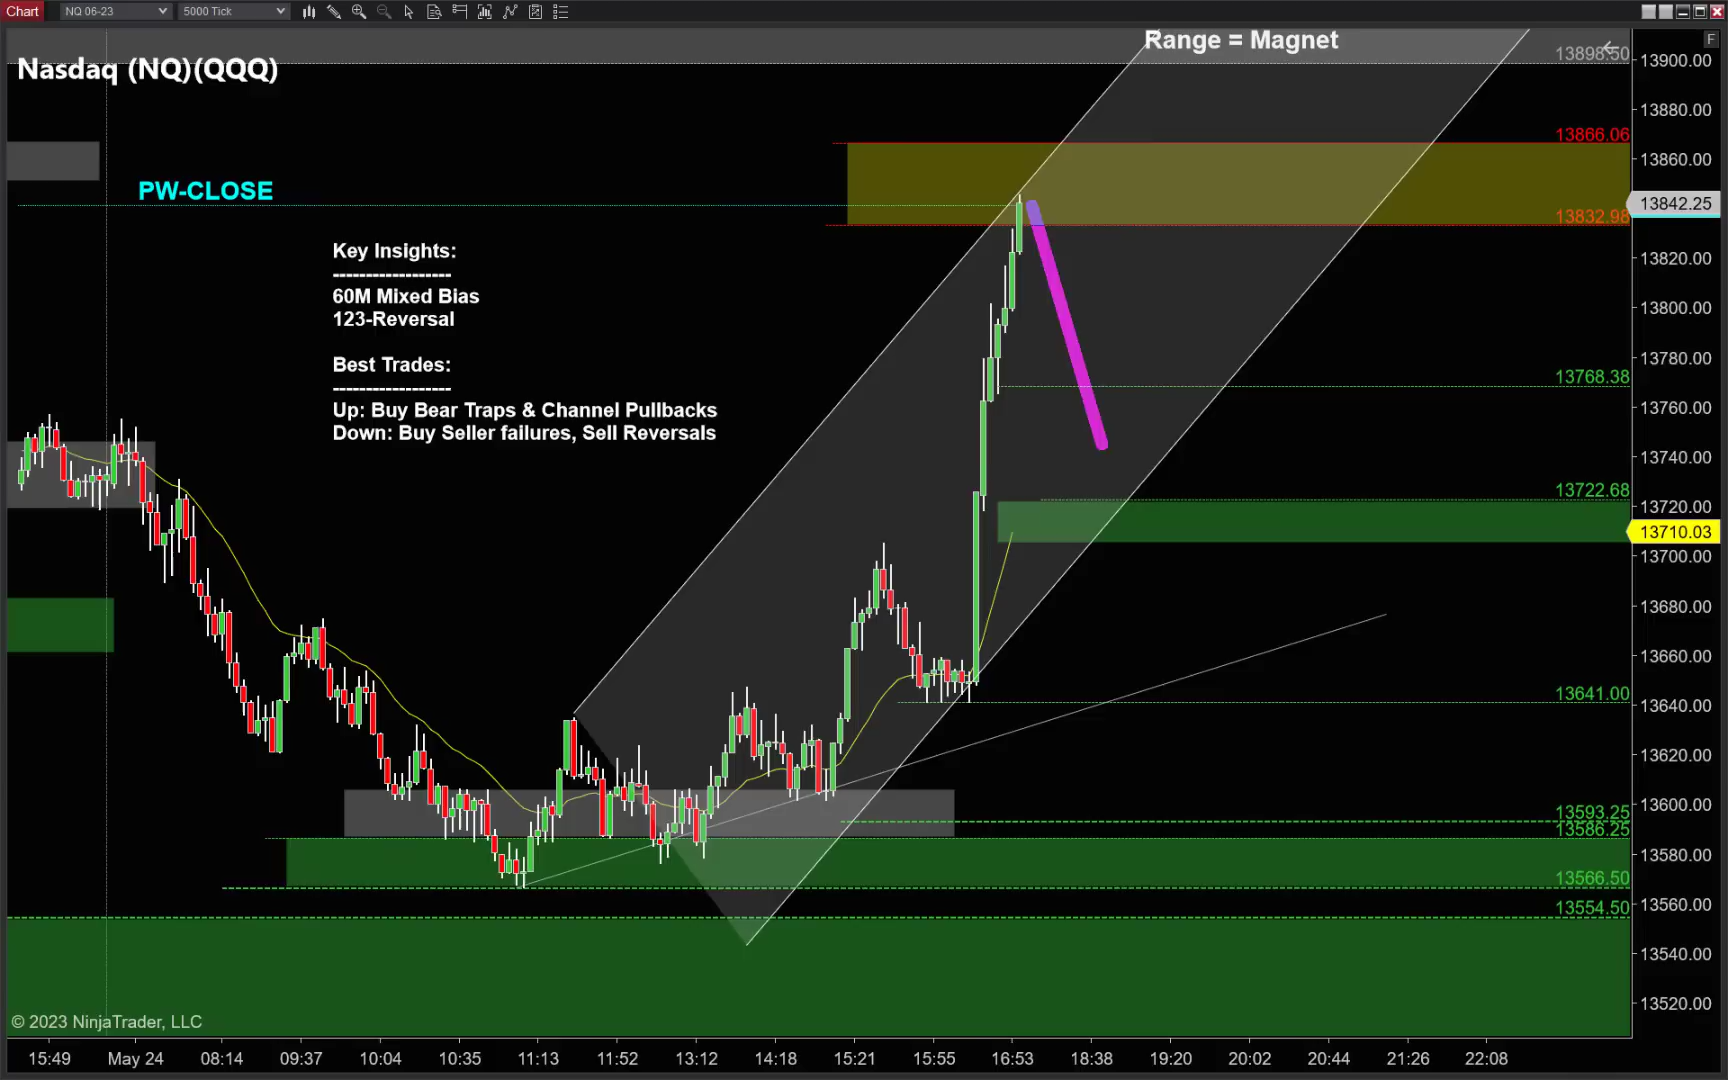 Chart NQ 06-23 5000 Tick
Range = Magnet
F
Nasdaq (NQ)(QQQ)
13898.50
13900.00
13880.00
13866.06
13860.00
PW-CLOSE
13842.25
13832.98
Key Insights:
------------------
60M Mixed Bias
123-Reversal
Best Trades:
------------------
Up: Buy Bear Traps & Channel Pullbacks
Down: Buy Seller failures, Sell Reversals
13820.00
13800.00
13780.00
13768.38
13760.00
13740.00
13722.68
13720.00
13710.03
13700.00
13680.00
13660.00
13641.00
13640.00
13620.00
13600.00
13593.25
13586.25
13580.00
13566.50
13560.00
13554.50
13540.00
13520.00
© 2023 NinjaTrader, LLC
15:49 May 24 08:14 09:37 10:04 10:35 11:13 11:52 13:12 14:18 15:21 15:55 16:53 18:38 19:20 20:02 20:44 21:26 22:08